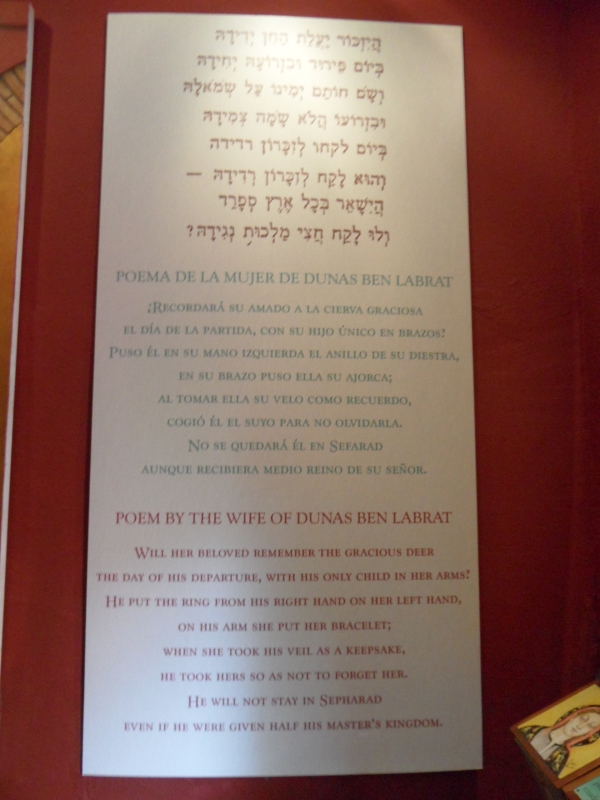 הֲיִזְכּוֹר יַעֲלַת הַחֵן יְדִידָהּ
בְּיוֹם פֵּירוּד וּבִזְרוֹעָהּ יְחִידָהּ
וְשָׂם חוֹתַם יְמִינוֹ עַל שְׂמֹאלָהּ
וּבִזְרוֹעוֹ הֲלֹא שָׂמָה צְמִידָהּ
בְּיוֹם לקחו לְזִכָּרוֹן רדידה
וְהוּא לָקַח לְזִכָּרוֹן רְדִידָהּ —
הֲיִשָּׁאֵר בְּכָל אֶרֶץ סְפָרַד
וְלוּ לָקַח חֲצִי מַלְכוּת נְגִידָהּ?
POEMA DE LA MUJER DE DUNAS BEN LABRAT
¿RECORDARÁ SU AMADO A LA CIERVA GRACIOSA
EL DÍA DE LA PARTIDA, CON SU HIJO ÚNICO EN BRAZOS?
PUSO ÉL EN SU MANO IZQUIERDA EL ANILLO DE SU DIESTRA,
EN SU BRAZO PUSO ELLA SU AJORCA;
AL TOMAR ELLA SU VELO COMO RECUERDO,
COGIÓ ÉL EL SUYO PARA NO OLVIDARLA.
NO SE QUEDARÁ ÉL EN SEFARAD
AUNQUE RECIBIERA MEDIO REINO DE SU SEÑOR.
POEM BY THE WIFE OF DUNAS BEN LABRAT
WILL HER BELOVED REMEMBER THE GRACIOUS DEER
THE DAY OF HIS DEPARTURE, WITH HIS ONLY CHILD IN HER ARMS?
HE PUT THE RING FROM HIS RIGHT HAND ON HER LEFT HAND,
ON HIS ARM SHE PUT HER BRACELET;
WHEN SHE TOOK HIS VEIL AS A KEEPSAKE,
HE TOOK HERS SO AS NOT TO FORGET HER.
HE WILL NOT STAY IN SEPHARAD
EVEN IF HE WERE GIVEN HALF HIS MASTER'S KINGDOM.